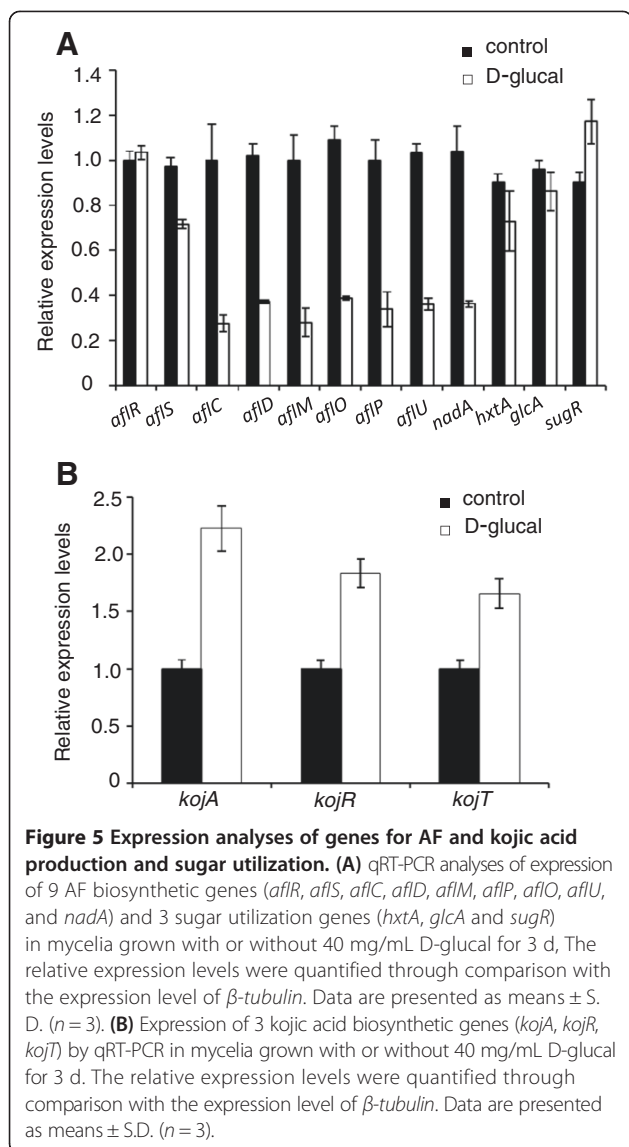 A
control
D-glucal
Relative expression levels
1.4
1.2
1.0
0.8
0.6
0.4
0.2
0
aflR aflS aflC aflD aflM aflO aflP aflU nadA hxtA glcA sugR
B
control
D-glucal
Relative expression levels
2.5
2.0
1.5
1.0
0.5
0
kojA kojR kojT
Figure 5 Expression analyses of genes for AF and kojic acid
production and sugar utilization. (A) qRT-PCR analyses of expression
of 9 AF biosynthetic genes (aflR, aflS, aflC, aflD, aflM, aflP, aflO, aflU,
and nadA) and 3 sugar utilization genes (hxtA, glcA and sugR)
in mycelia grown with or without 40 mg/mL D-glucal for 3 d, The
relative expression levels were quantified through comparison with
the expression level of β-tubulin. Data are presented as means ± S.
D. (n = 3). (B) Expression of 3 kojic acid biosynthetic genes (kojA, kojR,
kojT) by qRT-PCR in mycelia grown with or without 40 mg/mL D-glucal
for 3 d. The relative expression levels were quantified through
comparison with the expression level of β-tubulin. Data are presented
as means ± S.D. (n = 3).